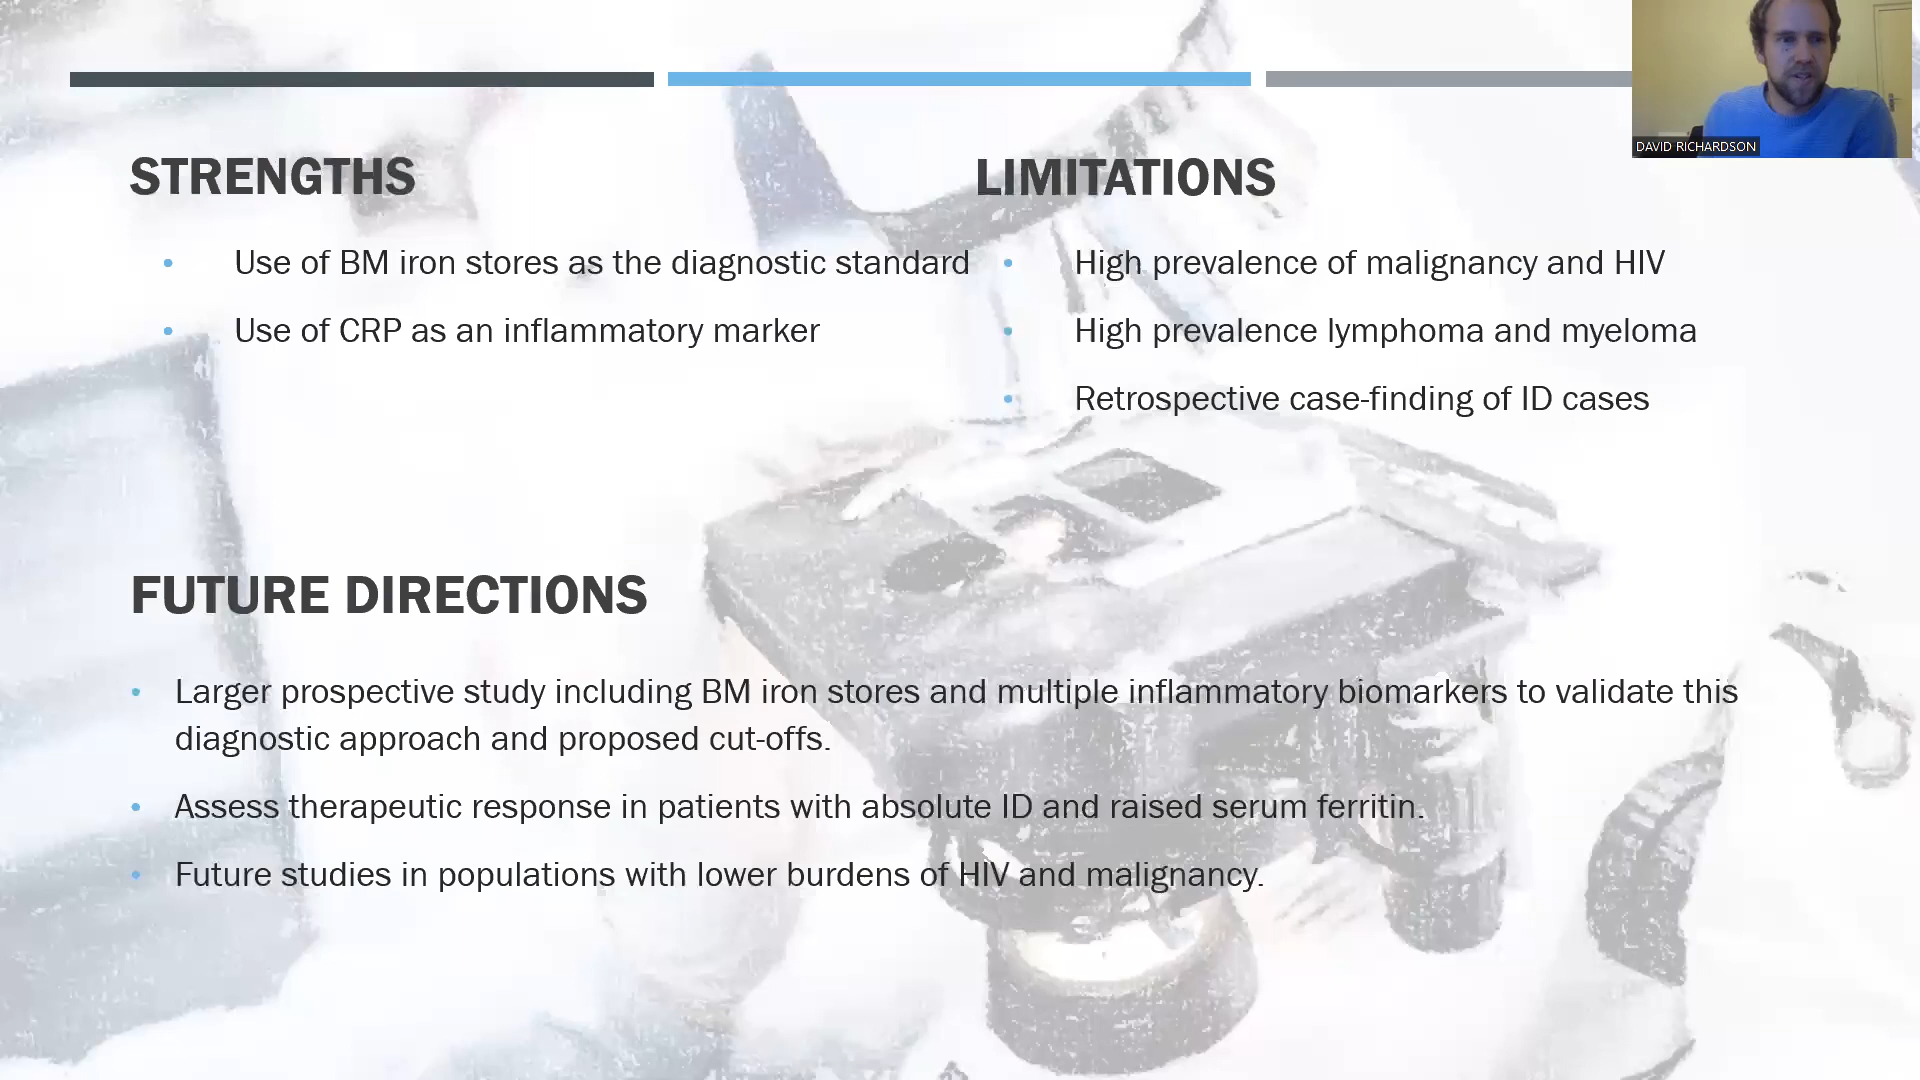 DAVID RICHARDSON
STRENGTHS
Use of BM iron stores as the diagnostic standard
Use of CRP as an inflammatory marker
LIMITATIONS
High prevalence of malignancy and HIV
High prevalence lymphoma and myeloma
Retrospective case-finding of ID cases
FUTURE DIRECTIONS
Larger prospective study including BM iron stores and multiple inflammatory biomarkers to validate this
diagnostic approach and proposed cut-offs.
Assess therapeutic response in patients with absolute ID and raised serum ferritin.
Future studies in populations with lower burdens of HIV and malignancy.